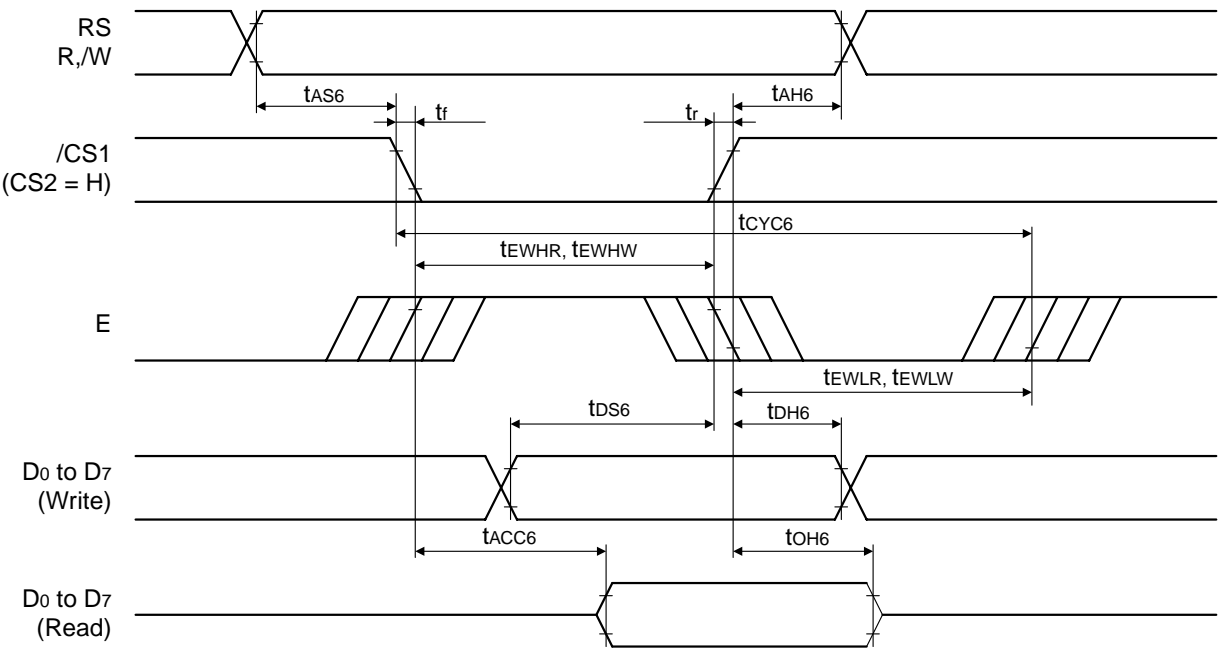 RS
R,/W
tAS6
tAH6
tf
tr
/CS1
(CS2 = H)
tCYC6
tEWHR, tEWHW
E
tEWLR, tEWLW
tDS6
tDH6
D0 to D7
(Write)
tACC6
tOH6
D0 to D7
(Read)